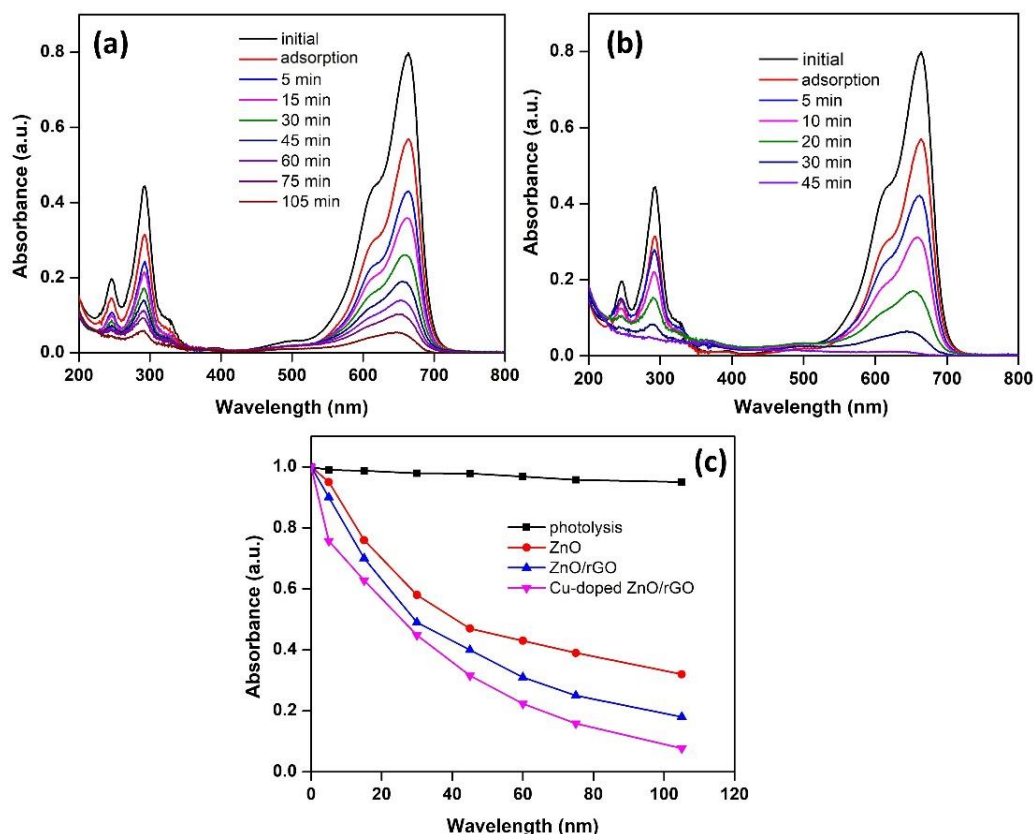 (a)
initial
adsorption
5 min
15 min
30 min
45 min
60 min
75 min
105 min
0.8
0.6
0.4
0.2
0.0
Absorbance (a.u.)
200 300 400 500 600 700 800
Wavelength (nm)
(b)
initial
adsorption
5 min
10 min
20 min
30 min
45 min
0.8
0.6
0.4
0.2
0.0
Absorbance (a.u.)
200 300 400 500 600 700 800
Wavelength (nm)
(c)
photolysis
ZnO
ZnO/rGO
Cu-doped ZnO/rGO
1.0
0.8
0.6
0.4
0.2
0.0
Absorbance (a.u.)
0 20 40 60 80 100 120
Wavelength (nm)